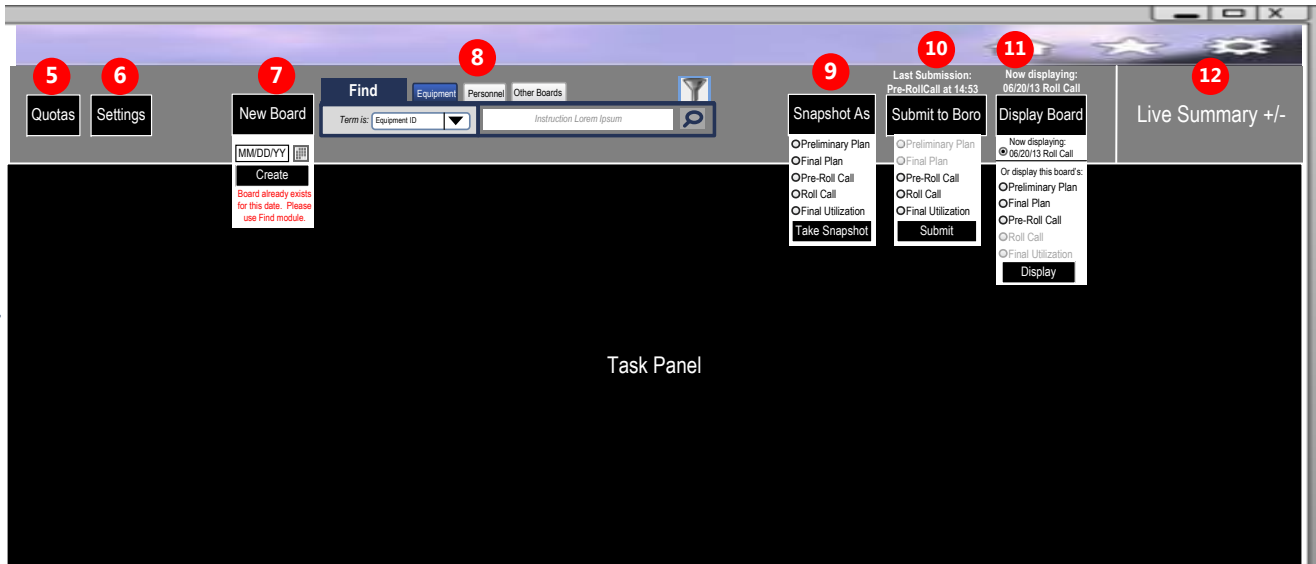 5
6
7
8
9
10
11
12
Quotas
Settings
New Board
MM/DD/YY
Create
Board already exists
for this date. Please
use Find module.
Find
Equipment
Personnel
Other Boards
Term is:
Equipment ID
Instruction Lorem Ipsum
Snapshot As
Preliminary Plan
Final Plan
Pre-Roll Call
Roll Call
Final Utilization
Take Snapshot
Last Submission:
Pre-RollCall at 14:53
Submit to Boro
Preliminary Plan
Final Plan
Pre-Roll Call
Roll Call
Final Utilization
Submit
Now displaying:
06/20/13 Roll Call
Display Board
Now displaying:
06/20/13 Roll Call
Or display this board's:
Preliminary Plan
Final Plan
Pre-Roll Call
Roll Call
Final Utilization
Display
Live Summary +/-
Task Panel